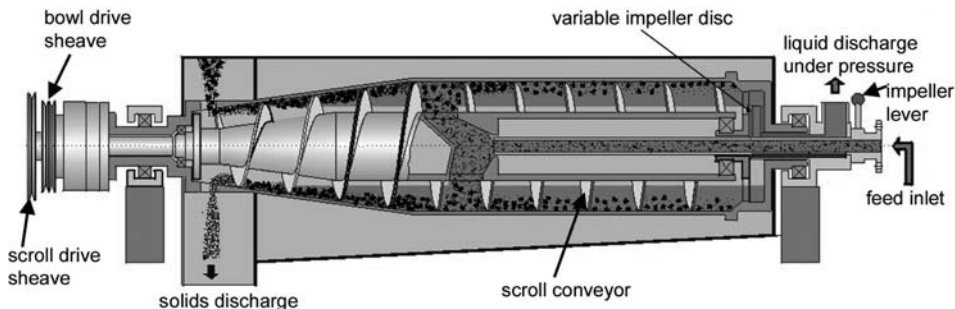 bowl drive
sheave
variable impeller disc
liquid discharge
under pressure
impeller
lever
feed inlet
scroll drive
sheave
solids discharge
scroll conveyor